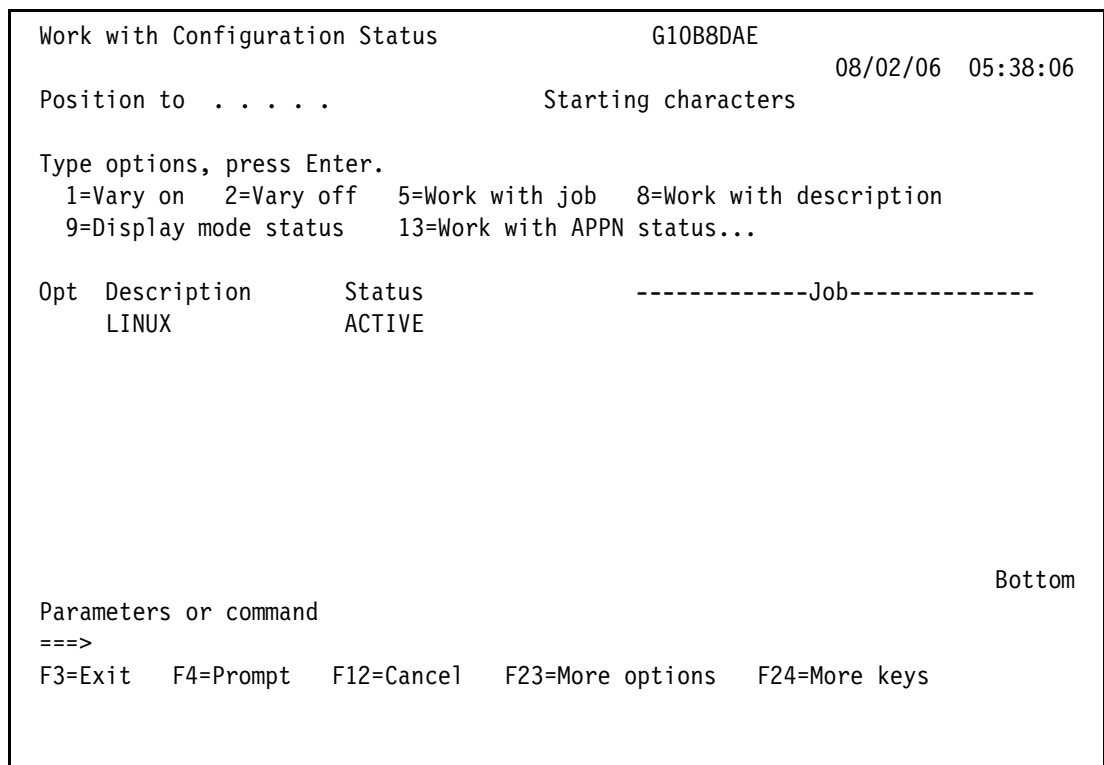 Work with Configuration Status G10B8DAE
08/02/06 05:38:06
Position to . . . . . Starting characters
Type options, press Enter.
1=Vary on 2=Vary off 5=Work with job 8=Work with description
9=Display mode status 13=Work with APPN status...
Opt Description Status -------------Job--------------
LINUX ACTIVE
Bottom
Parameters or command
===>
F3=Exit F4=Prompt F12=Cancel F23=More options F24=More keys